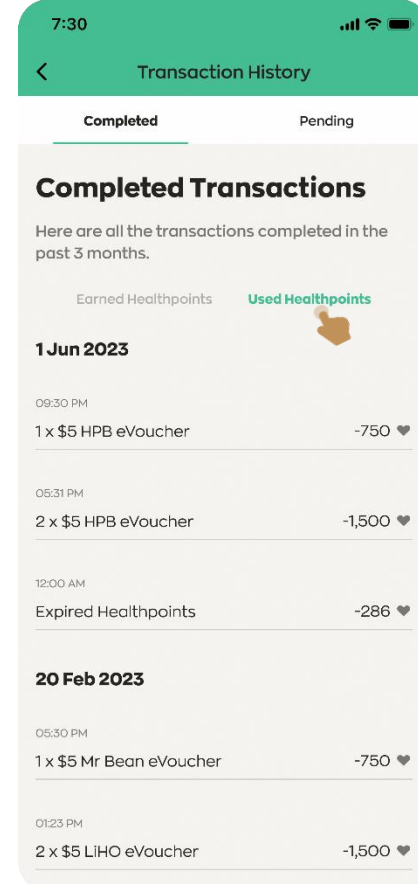 7:30
Transaction History
Completed Pending
Completed Transactions
Here are all the transactions completed in the
past 3 months.
Earned Healthpoints Used Healthpoints
1 Jun 2023
09:30 PM
1 x $5 HPB eVoucher -750
05:31 PM
2 x $5 HPB eVoucher -1,500
12:00 AM
Expired Healthpoints -286
20 Feb 2023
05:30 PM
1 x $5 Mr Bean eVoucher -750
01:23 PM
2 x $5 LiHO eVoucher -1,500